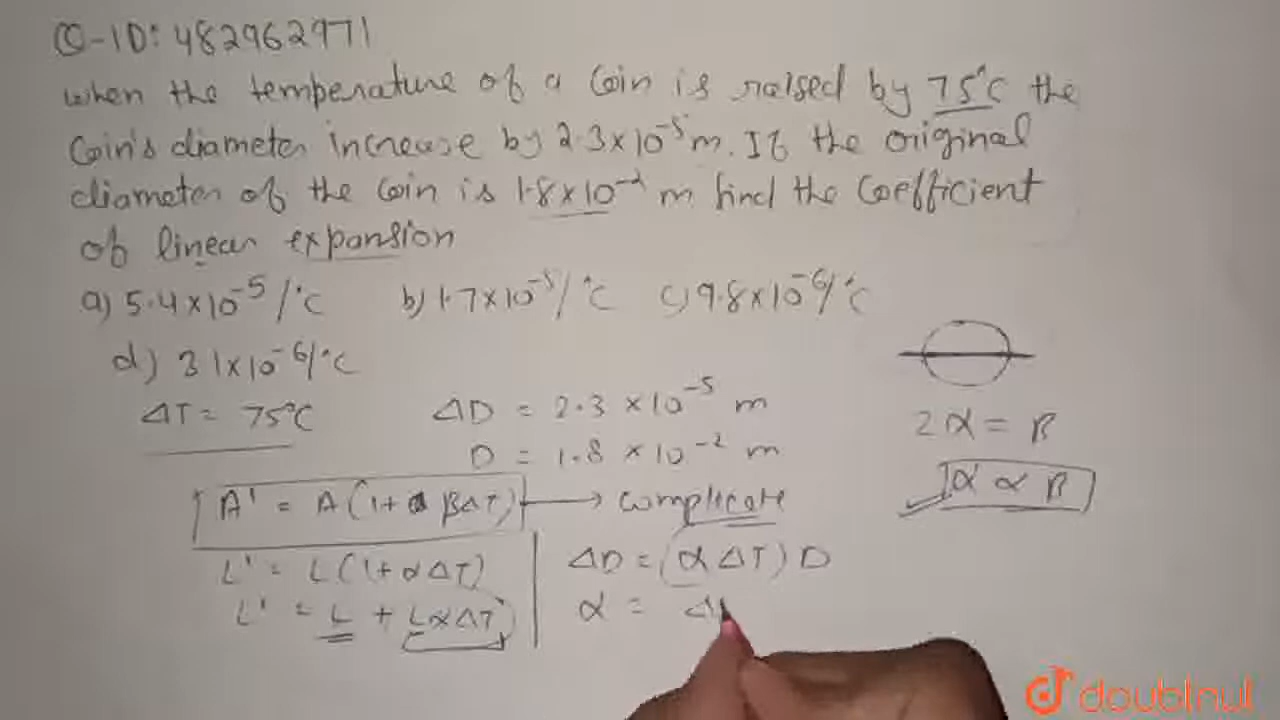 Q-ID: 482962971
when the temperature of a Coin is raised by 75°C the
Coin's diameter increase by 2.3×10⁻⁵ m. If the original
diameter of the coin is 1.8×10⁻² m find the Coefficient
of linear expansion
a) 5.4×10⁻⁵/°C b) 1.7×10⁻⁵/°C c) 9.8×10⁻⁶/°C
d) 31×10⁻⁶/°C
ΔT = 75°C ΔD = 2.3 × 10⁻⁵ m
D = 1.8 × 10⁻² m
2α = β
A' = A(1+ βΔT) → Complicate
α ∝ β
L' = L(1+αΔT)
L' = L + LαΔT
ΔD = (αΔT) D
α = Δ
doubtnut